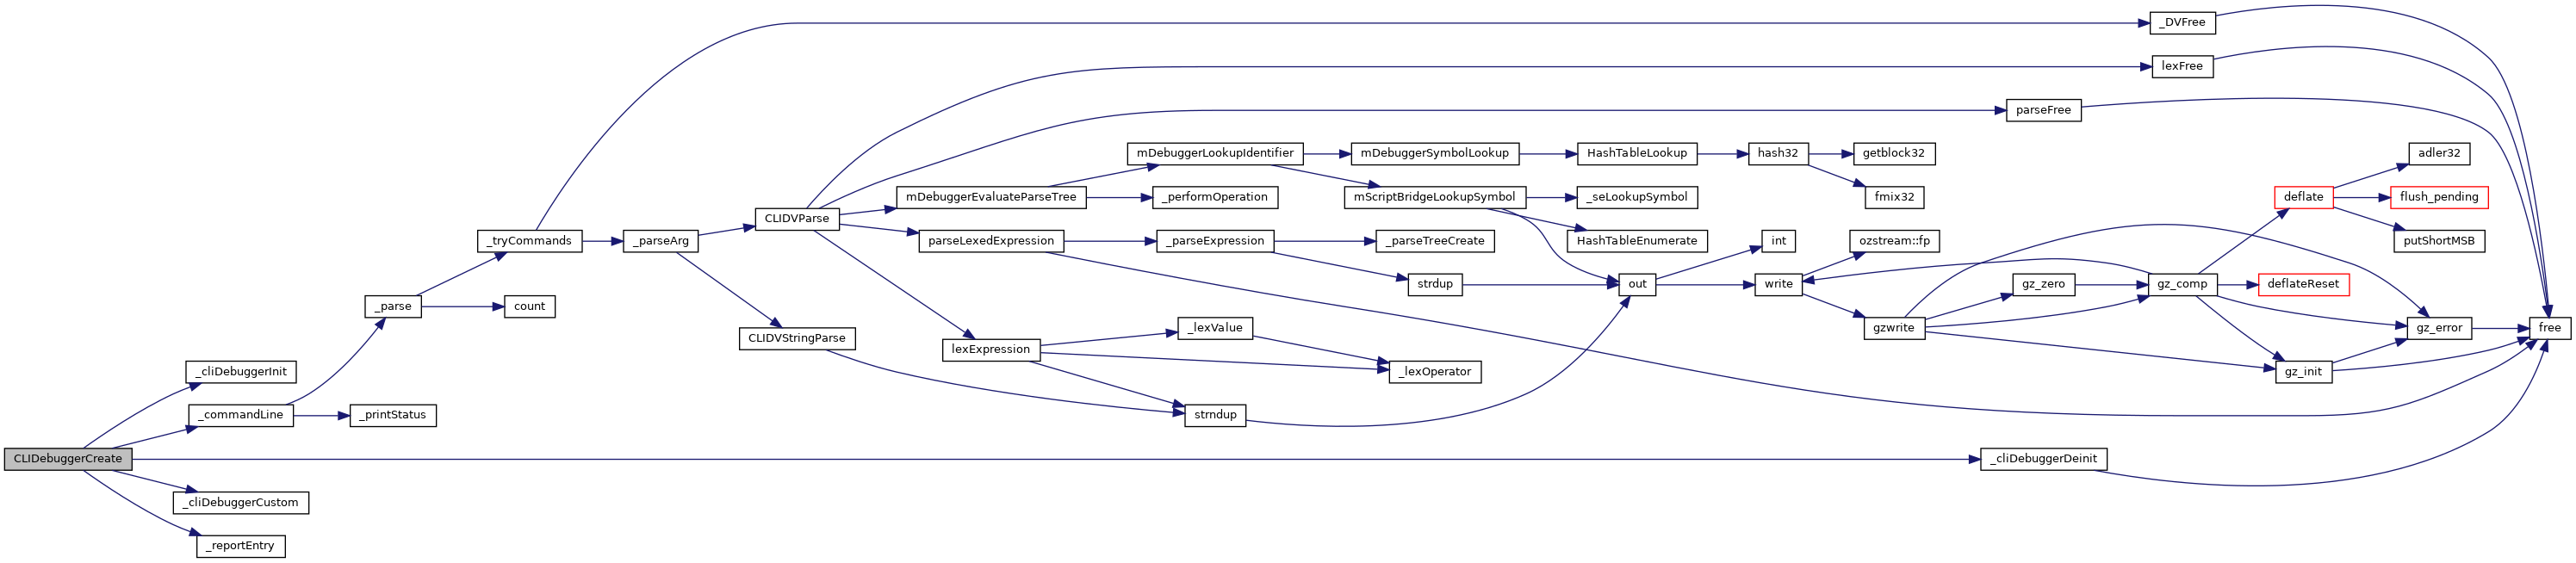 CLIDebuggerCreate
_cliDebuggerInit
_commandLine
_cliDebuggerCustom
_reportEntry
_parse
_printStatus
_tryCommands
count
_parseArg
CLIDVParse
CLIDVStringParse
mDebuggerEvaluateParseTree
parseLexedExpression
lexExpression
mDebuggerLookupIdentifier
_performOperation
_parseExpression
_lexValue
strndup
mDebuggerSymbolLookup
mScriptBridgeLookupSymbol
_parseTreeCreate
strdup
_lexOperator
HashTableLookup
_seLookupSymbol
HashTableEnumerate
out
hash32
int
write
getblock32
fmix32
ozstream::fp
gzwrite
_DVFree
lexFree
parseFree
gz_zero
_cliDebuggerDeinit
gz_comp
deflate
deflateReset
gz_init
adler32
flush_pending
putShortMSB
gz_error
free